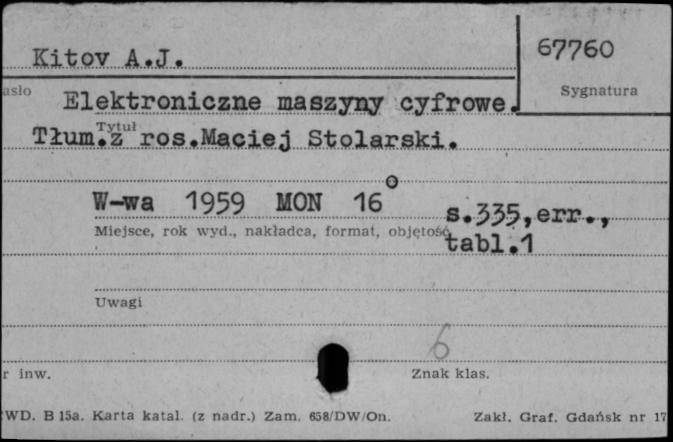 Kitov A.J.
67760
asło
Sygnatura
Elektroniczne maszyny cyfrowe.
Tytuł
Tłum.z ros.Maciej Stolarski.
W-wa 1959 MON 16°
s.335,err.,
Miejsce, rok wyd., nakładca, format, objętość
tabl.1
Uwagi
6
r inw.
Znak klas.
WD. B 15a. Karta katal. (z nadr.) Zam. 658/DW/On.
Zakł. Graf. Gdańsk nr 17